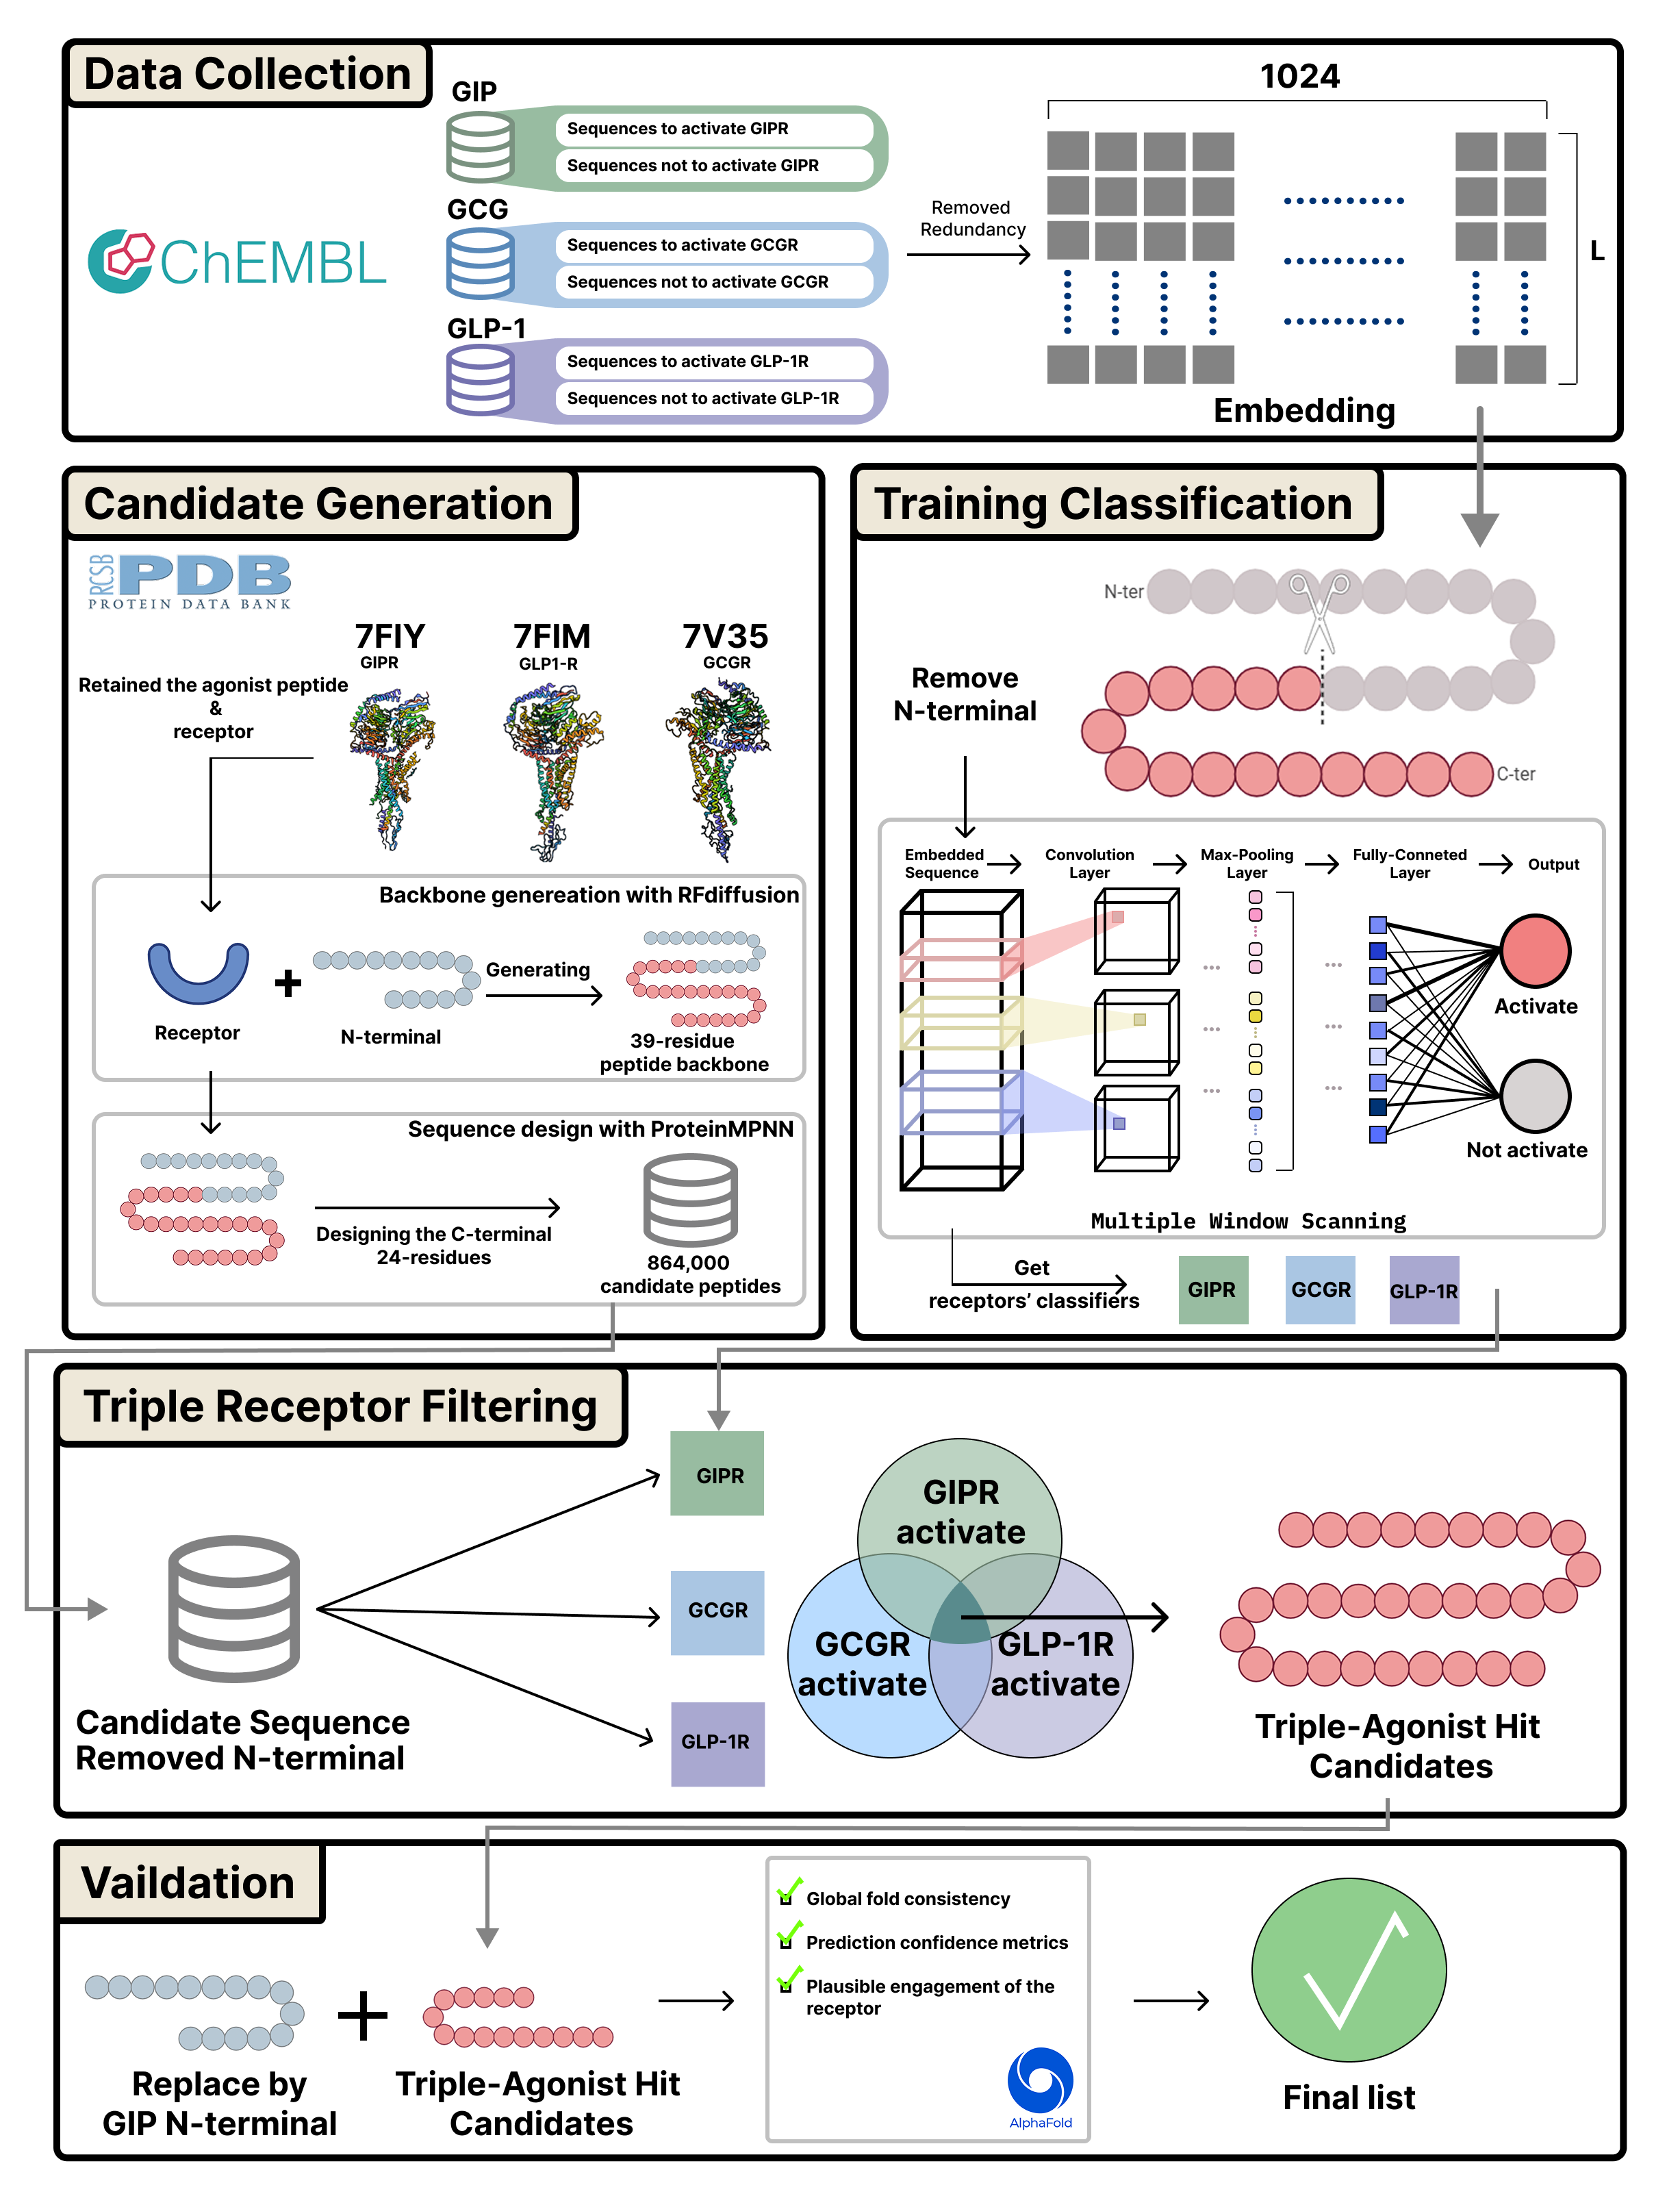 Data Collection
ChEMBL
GIP
Sequences to activate GIPR
Sequences not to activate GIPR
GCG
Sequences to activate GCGR
Sequences not to activate GCGR
GLP-1
Sequences to activate GLP-1R
Sequences not to activate GLP-1R
Removed
Redundancy
1024
L
Embedding
Candidate Generation
RCSB
PDB
PROTEIN DATA BANK
7FIY
GIPR
7FIM
GLP1-R
7V35
GCGR
Retained the agonist peptide
&
receptor
Backbone genereation with RFdiffusion
Receptor
+
N-terminal
Generating
39-residue
peptide backbone
Sequence design with ProteinMPNN
Designing the C-terminal
24-residues
864,000
candidate peptides
Training Classification
N-ter
C-ter
Remove
N-terminal
Embedded
Sequence
Convolution
Layer
Max-Pooling
Layer
Fully-Conneted
Layer
Output
Activate
Not activate
Multiple Window Scanning
Get
receptors’ classifiers
GIPR
GCGR
GLP-1R
Triple Receptor Filtering
Candidate Sequence
Removed N-terminal
GIPR
GCGR
GLP-1R
GIPR
activate
GCGR
activate
GLP-1R
activate
Triple-Agonist Hit
Candidates
Vaildation
Replace by
GIP N-terminal
+
Triple-Agonist Hit
Candidates
Global fold consistency
Prediction confidence metrics
Plausible engagement of the
receptor
AlphaFold
Final list